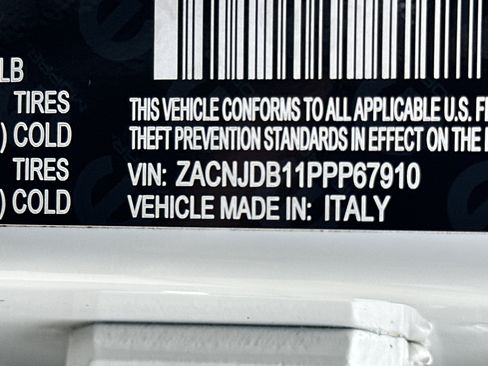 LB
TIRES
) COLD
TIRES
) COLD
THIS VEHICLE CONFORMS TO ALL APPLICABLE U.S. F
THEFT PREVENTION STANDARDS IN EFFECT ON THE
VIN: ZACNJDB11PPP67910
VEHICLE MADE IN: ITALY